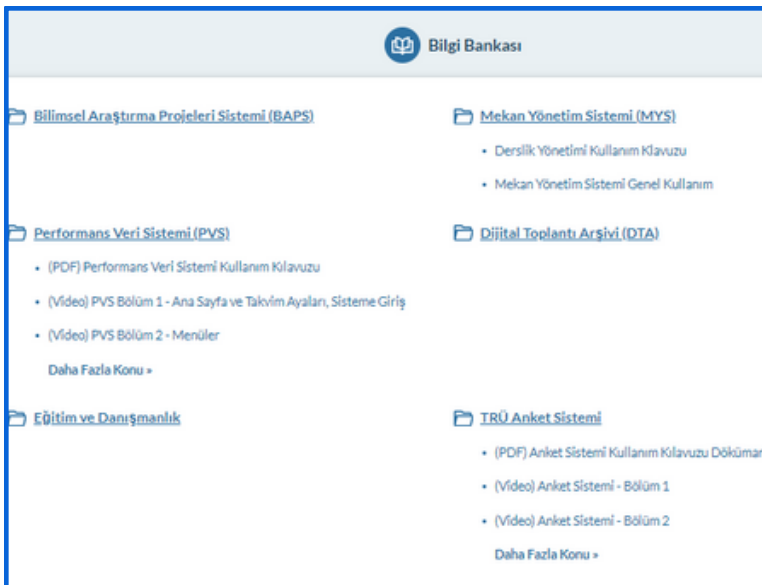 Bilgi Bankası
Bilimsel Araştırma Projeleri Sistemi (BAPS)
Mekan Yönetim Sistemi (MYS)
• Derslik Yönetimi Kullanım Klavuzu
• Mekan Yönetim Sistemi Genel Kullanım
Performans Veri Sistemi (PVS)
• (PDF) Performans Veri Sistemi Kullanım Kılavuzu
• (Video) PVS Bölüm 1 - Ana Sayfa ve Takvim Ayaları, Sisteme Giriş
• (Video) PVS Bölüm 2 - Menüler
Daha Fazla Konu »
Dijital Toplantı Arşivi (DTA)
Eğitim ve Danışmanlık
TRÜ Anket Sistemi
• (PDF) Anket Sistemi Kullanım Kılavuzu Döküman
• (Video) Anket Sistemi - Bölüm 1
• (Video) Anket Sistemi - Bölüm 2
Daha Fazla Konu »